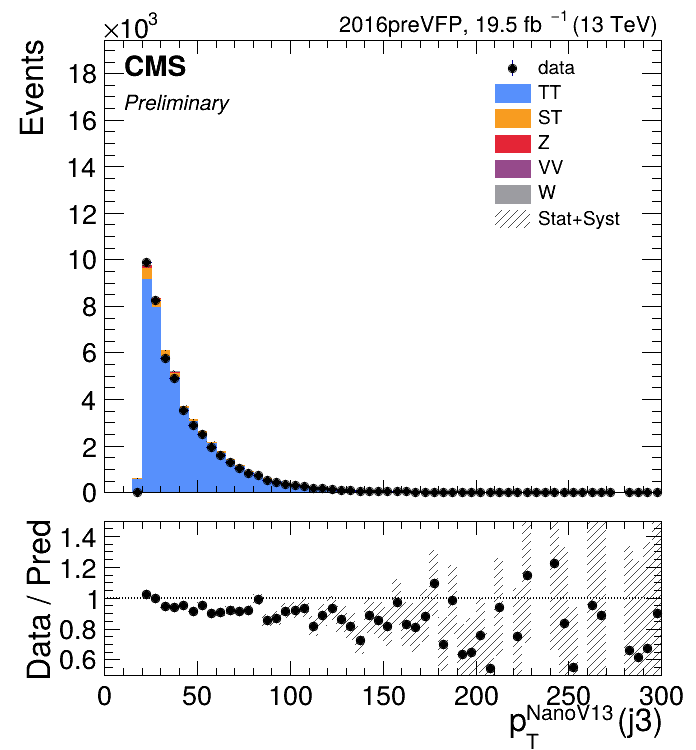 ×10³
2016preVFP, 19.5 fb⁻¹ (13 TeV)
CMS
Preliminary
Events
18
16
14
12
10
8
6
4
2
0
data
TT
ST
Z
VV
W
Stat+Syst
Data / Pred
1.4
1.2
1
0.8
0.6
0 50 100 150 200 250 300
p_T^NanoV13 (j3)